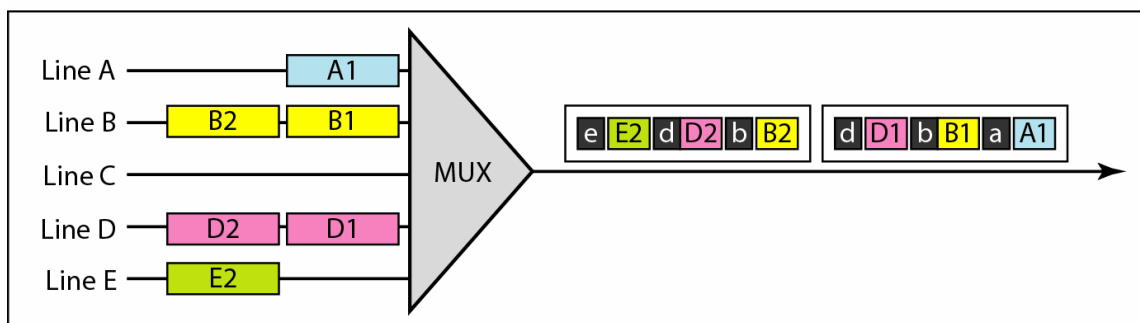 Line A A1
Line B B2 B1
Line C
Line D D2 D1
Line E E2
MUX
e E2 d D2 b B2 d D1 b B1 a A1